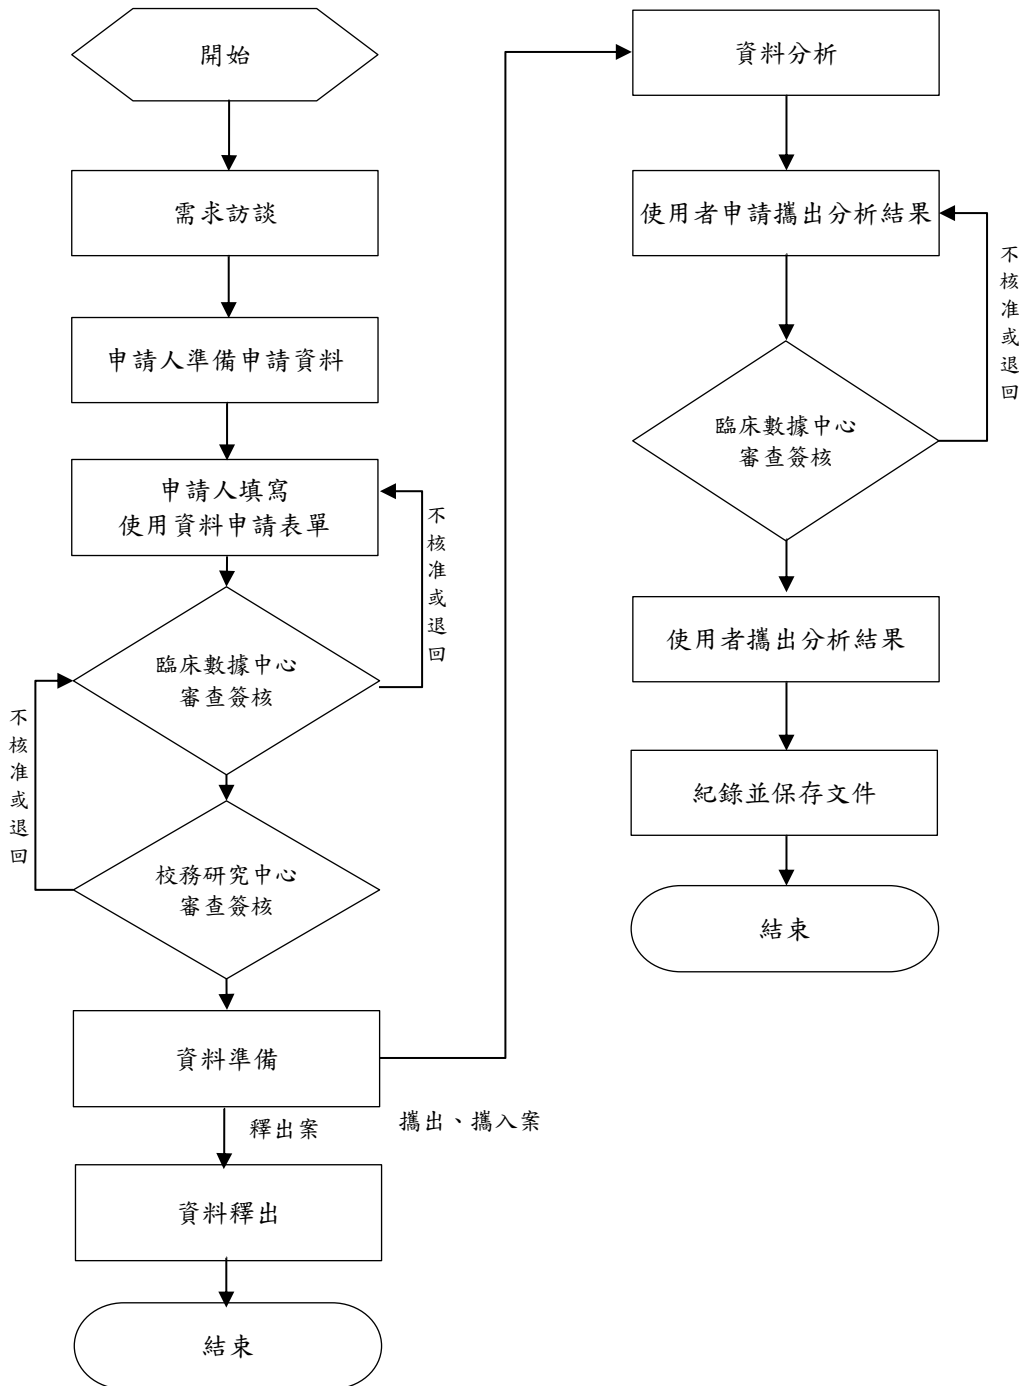 開始
需求訪談
申請人準備申請資料
申請人填寫
使用資料申請表單
不核准或退回
臨床數據中心
審查簽核
不核准或退回
校務研究中心
審查簽核
資料準備
釋出案
攜出、攜入案
資料釋出
結束
資料分析
使用者申請攜出分析結果
不核准或退回
臨床數據中心
審查簽核
使用者攜出分析結果
紀錄並保存文件
結束